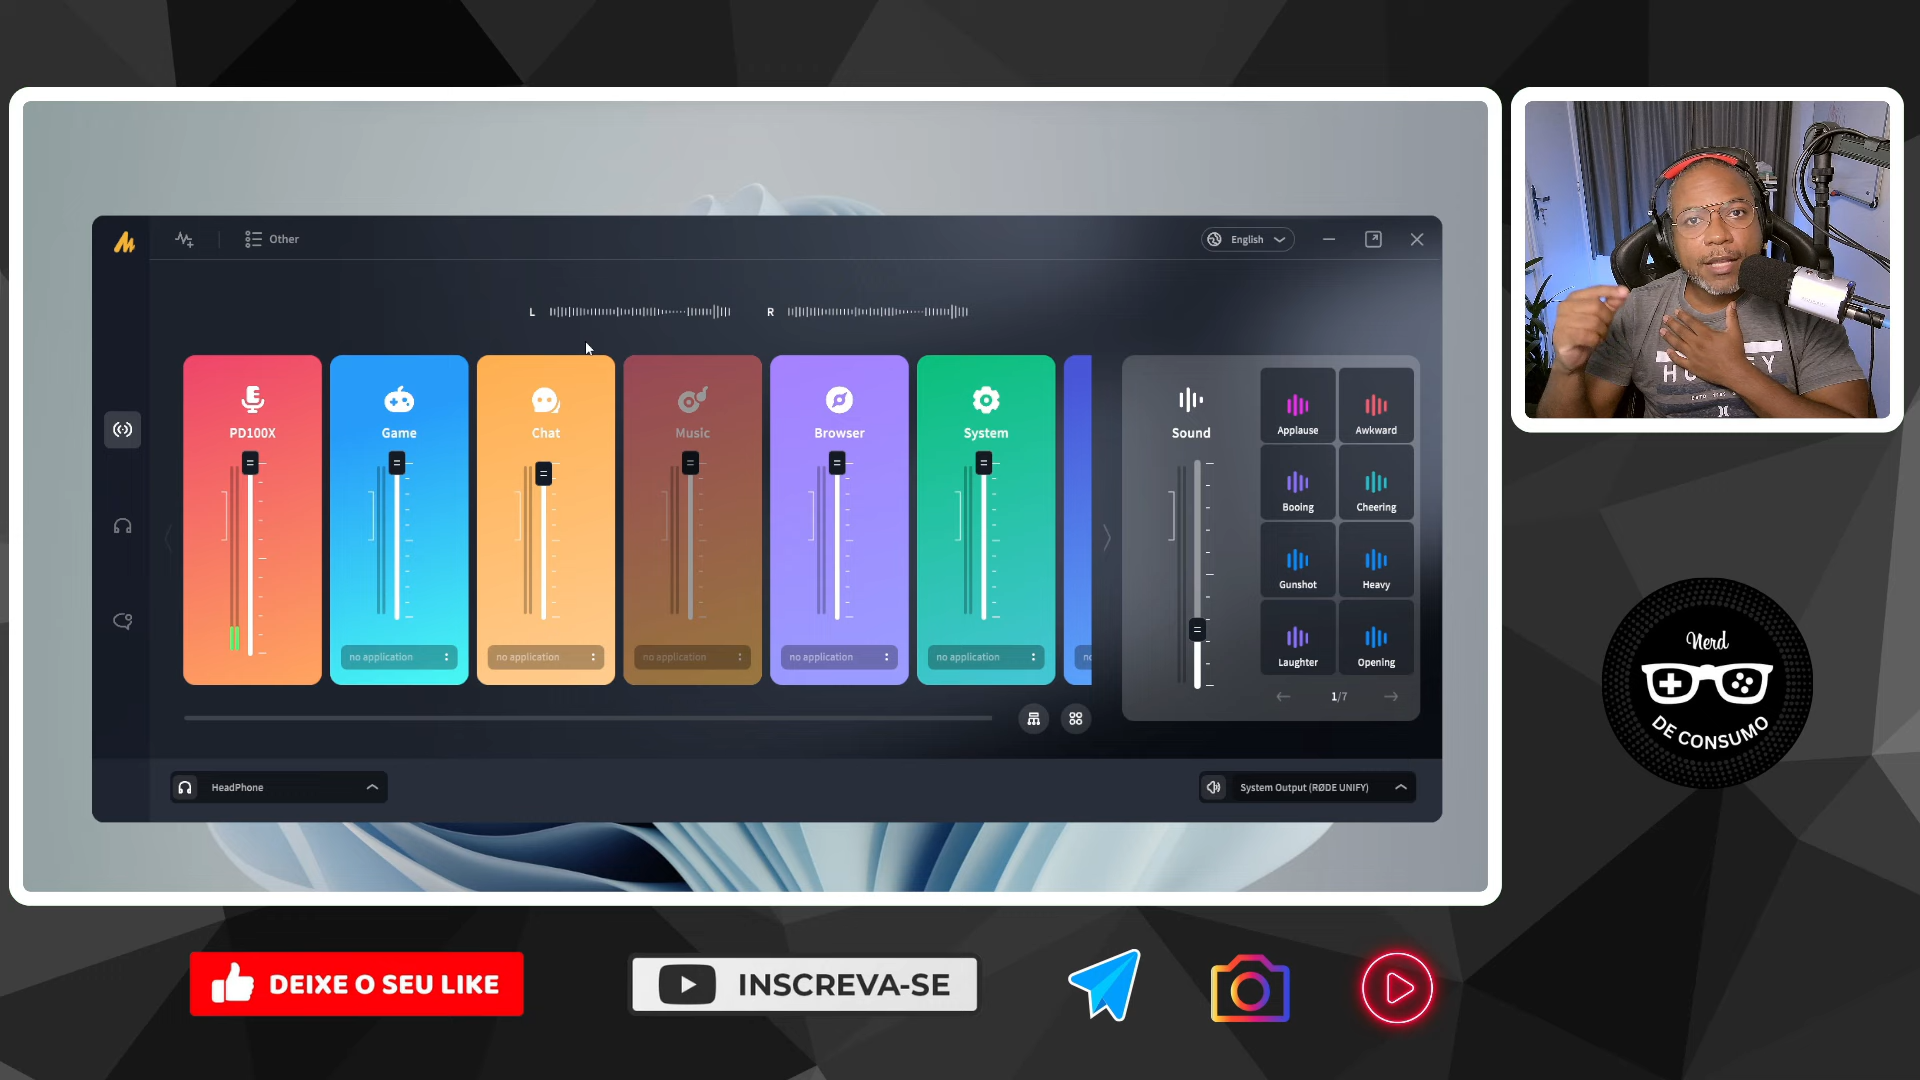 Other
English
L
R
PD100X
Game
Chat
Music
Browser
System
no application
no application
no application
no application
no application
no
Sound
Applause
Awkward
Booing
Cheering
Gunshot
Heavy
Laughter
Opening
1/7
HeadPhone
System Output (RØDE UNIFY)
H
EY
Nerd
DE CONSUMO
DEIXE O SEU LIKE
INSCREVA-SE